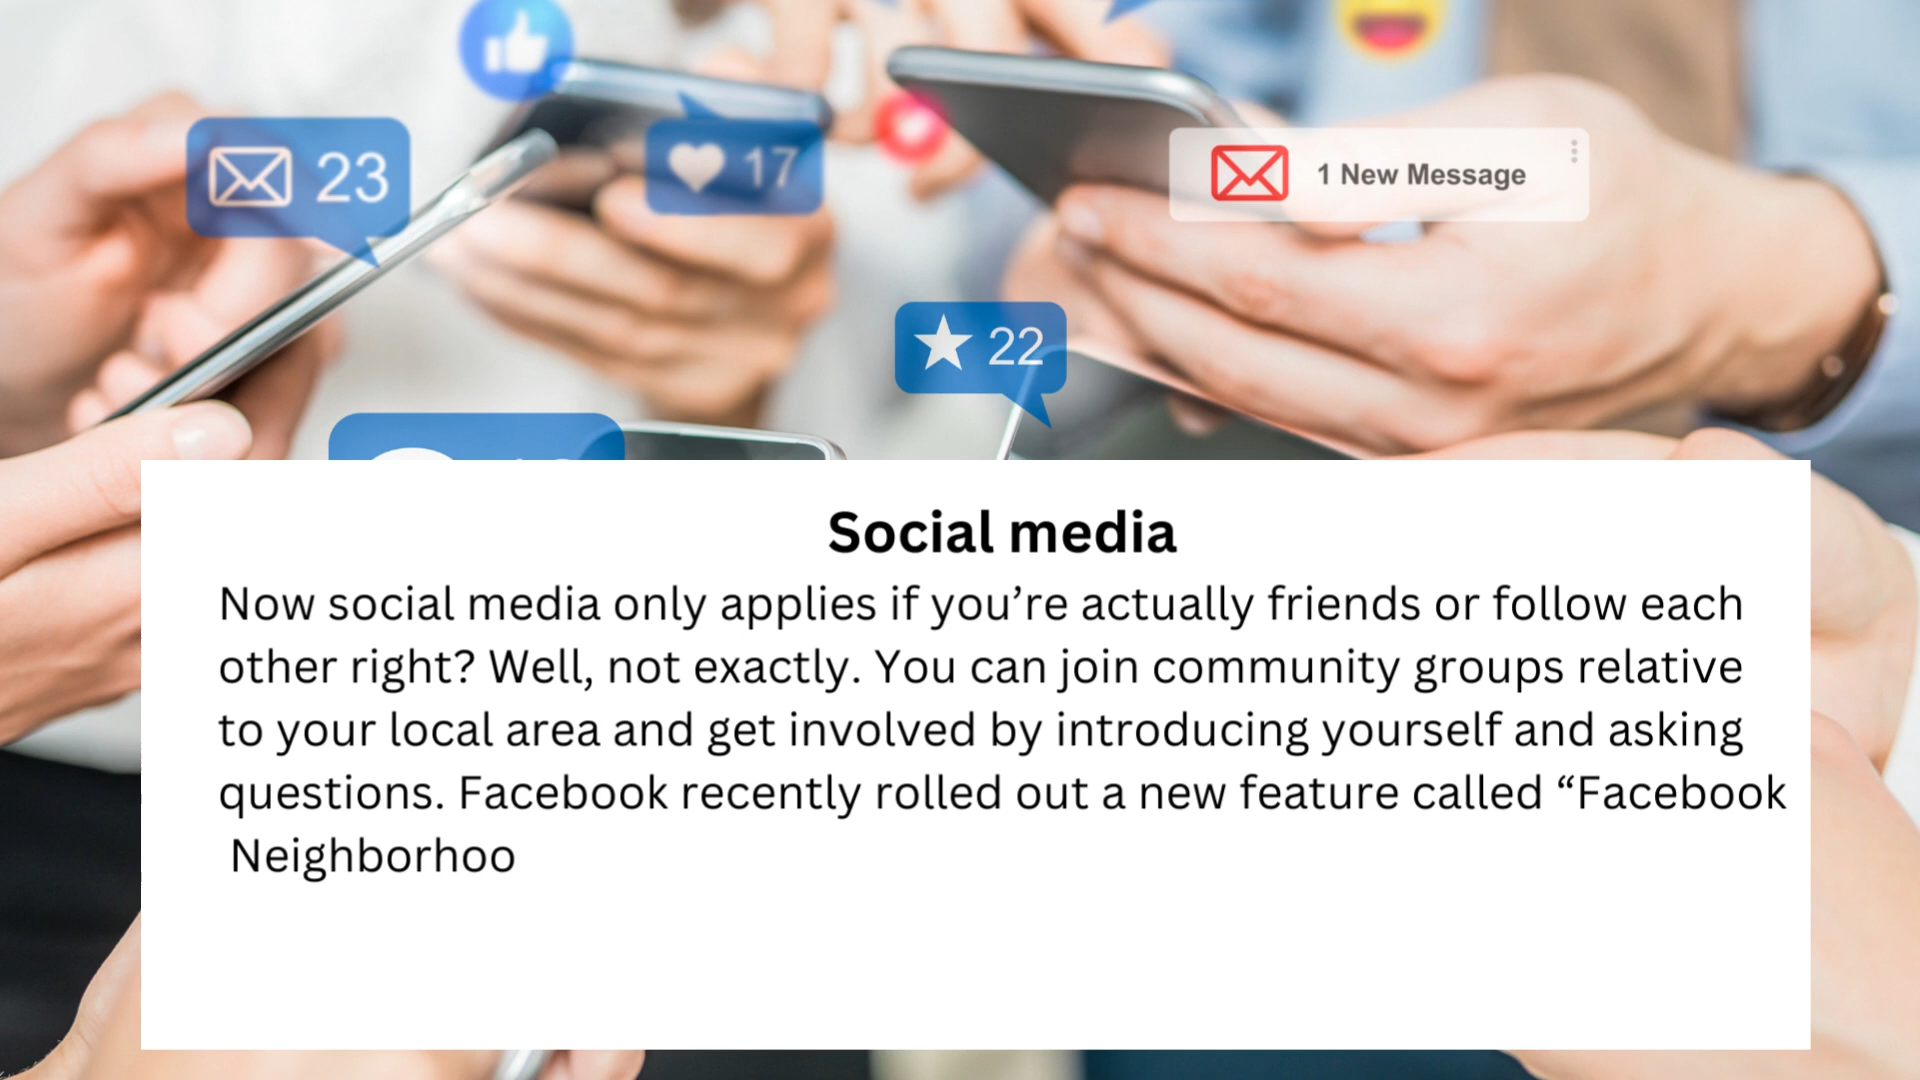 23
17
1 New Message
22
Social media
Now social media only applies if you’re actually friends or follow each
other right? Well, not exactly. You can join community groups relative
to your local area and get involved by introducing yourself and asking
questions. Facebook recently rolled out a new feature called “Facebook
Neighborhoo